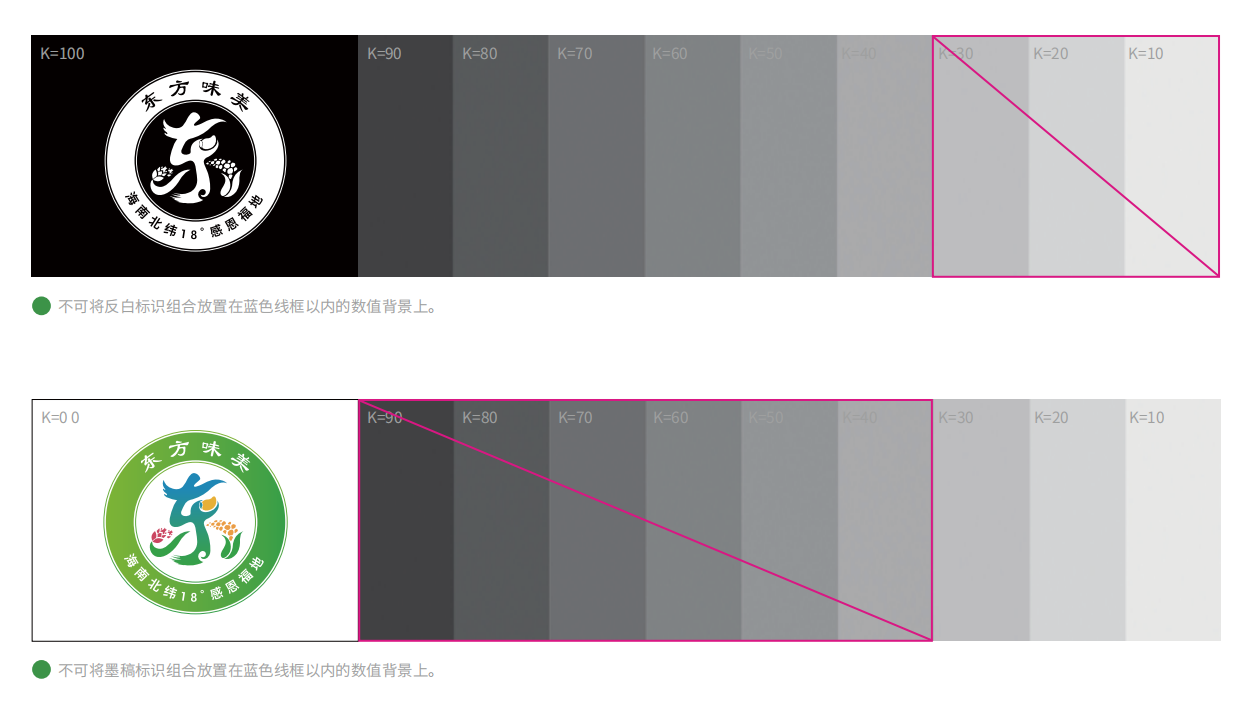 K=100 K=90 K=80 K=70 K=60 K=50 K=40 K=30 K=20 K=10
东方味美
东
海南北纬18°感恩福地
不可将反白标识组合放置在蓝色线框以内的数值背景上。
K=0 0 K=90 K=80 K=70 K=60 K=50 K=40 K=30 K=20 K=10
东方味美
东
海南北纬18°感恩福地
不可将墨稿标识组合放置在蓝色线框以内的数值背景上。